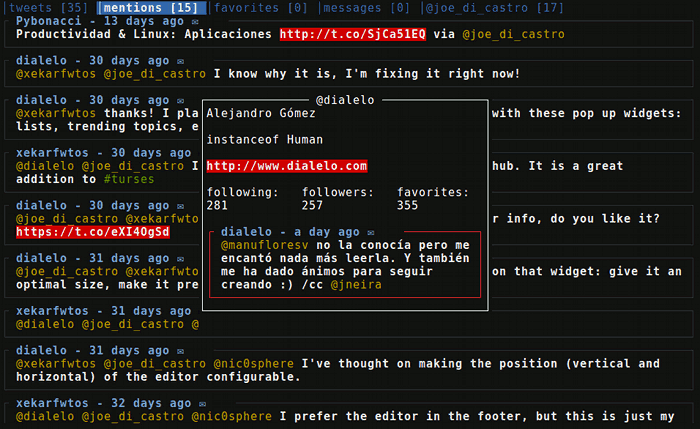 |tweets [35] |mentions [15] |favorites [0] |messages [0] |@joe_di_castro [17]
Pybonacci - 13 days ago ✉
Productividad & Linux: Aplicaciones http://t.co/SjCa51EQ via @joe_di_castro
dialelo - 30 days ago ✉
@xekarfwtos @joe_di_castro I know why it is, I'm fixing it right now!
dialelo - 30 days ago ✉
@xekarfwtos thanks! I pla
with these pop up widgets:
lists, trending topics, e
xekarfwtos - 30 days ago
@dialelo @joe_di_castro I
hub. It is a great
addition to #turses
dialelo - 30 days ago ✉
@joe_di_castro @xekarfwto
r info, do you like it?
https://t.co/eXI4OgSd
dialelo - 31 days ago ✉
@joe_di_castro @xekarfwto
on that widget: give it an
optimal size, make it pre
xekarfwtos - 31 days ago
@dialelo @joe_di_castro @
dialelo - 31 days ago ✉
@xekarfwtos @joe_di_castro @nic0sphere I've thought on making the position (vertical and
horizontal) of the editor configurable.
xekarfwtos - 32 days ago ✉
@dialelo @joe_di_castro @nic0sphere I prefer the editor in the footer, but this is just my
@dialelo
Alejandro Gómez
instanceof Human
http://www.dialelo.com
following: followers: favorites:
281 257 355
dialelo - a day ago ✉
@manufloresv no la conocía pero me
encantó nada más leerla. Y también
me ha dado ánimos para seguir
creando :) /cc @jneira